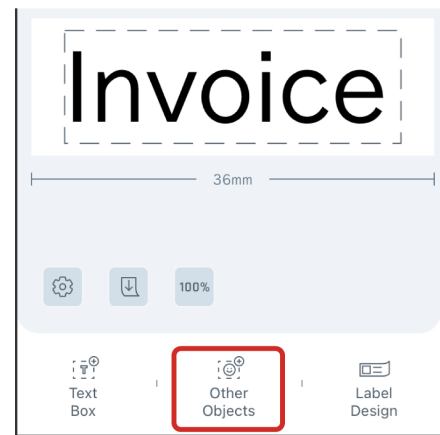 Invoice
36mm
100%
Text
Box
Other
Objects
Label
Design